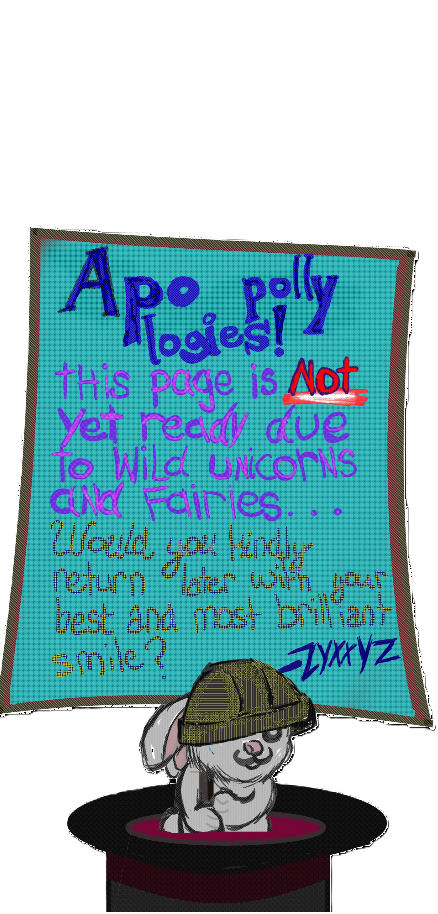 Apo polly
logies!
this page is Not
yet ready due
to Wild unicorns
and Fairies...
Would you kindly
return later with your
best and most brilliant
smile?
-ZYXXYZ